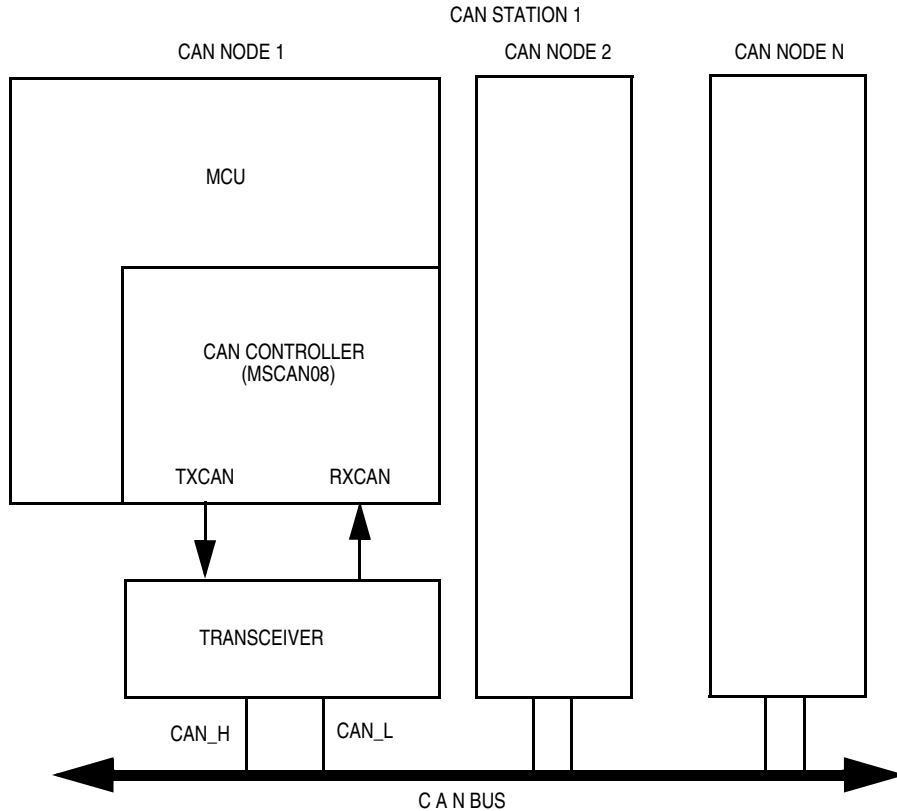 CAN STATION 1
CAN NODE 1
CAN NODE 2
CAN NODE N
MCU
CAN CONTROLLER
(MSCAN08)
TXCAN
RXCAN
TRANSCEIVER
CAN_H
CAN_L
C A N BUS